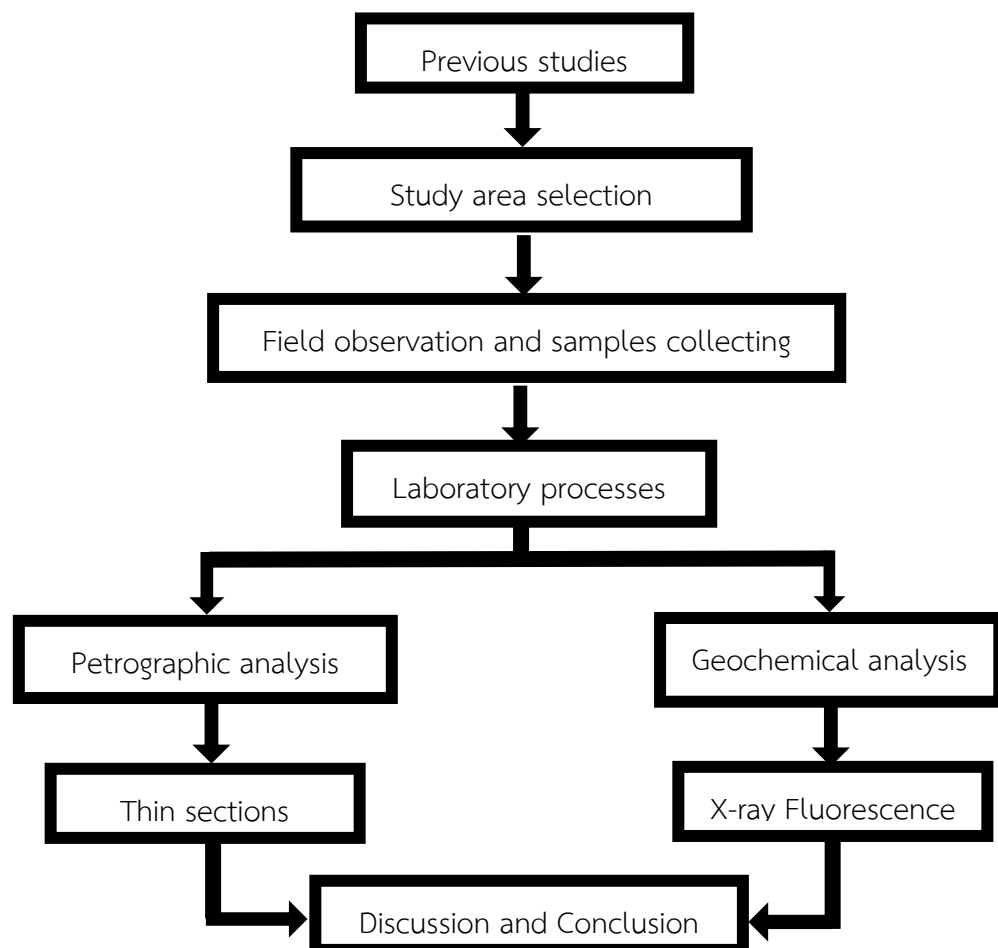 Previous studies
Study area selection
Field observation and samples collecting
Laboratory processes
Petrographic analysis
Geochemical analysis
Thin sections
X-ray Fluorescence
Discussion and Conclusion